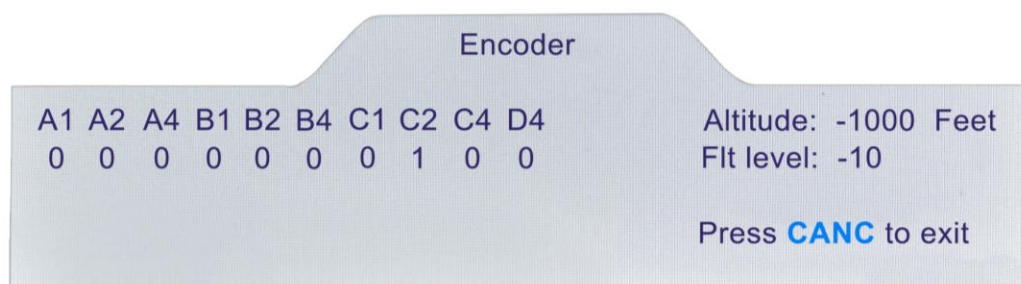 Encoder
A1 A2 A4 B1 B2 B4 C1 C2 C4 D4 Altitude: -1000 Feet
0 0 0 0 0 0 0 1 0 0 Flt level: -10
Press CANC to exit